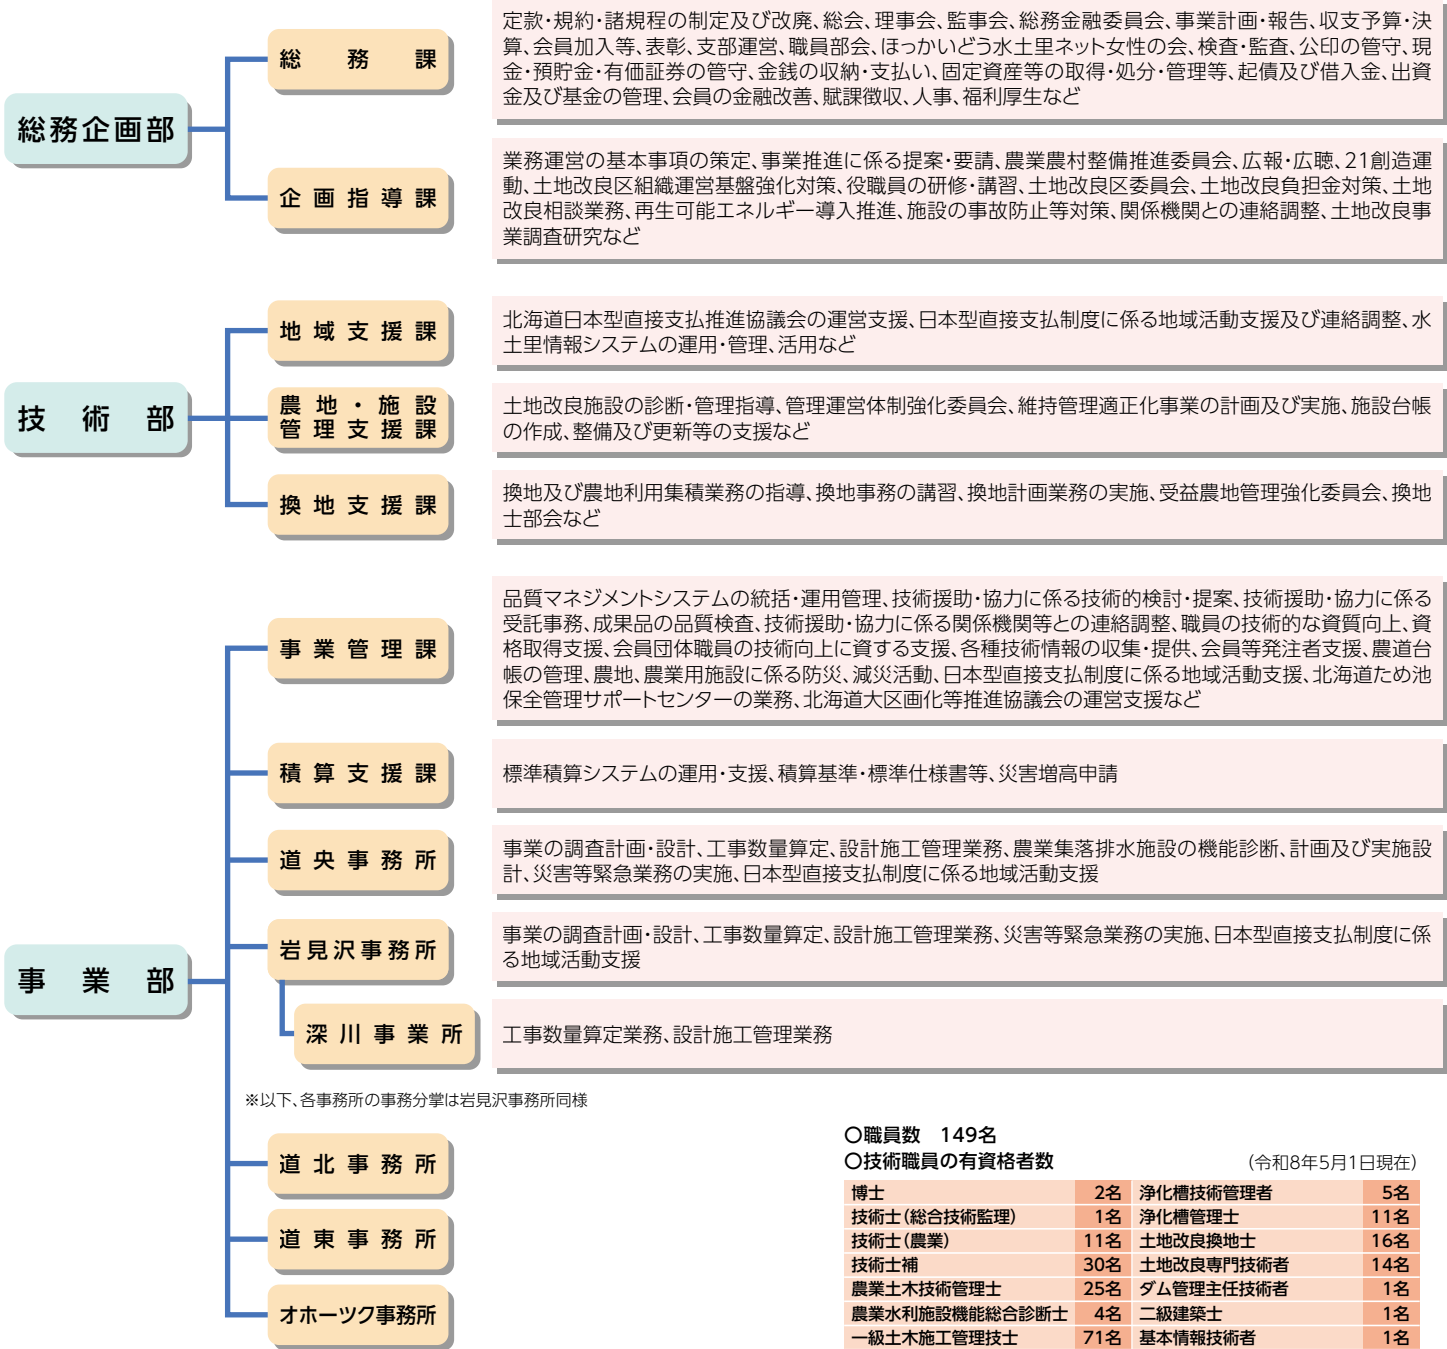 総務企画部
総務課
定款・規約・諸規程の制定及び改廃、総会、理事会、監事会、総務金融委員会、事業計画・報告、収支予算・決
算、会員加入等、表彰、支部運営、職員部会、ほっかいどう水土里ネット女性の会、検査・監査、公印の管守、現
金・預貯金・有価証券の管守、金銭の収納・支払い、固定資産等の取得・処分・管理等、起債及び借入金、出資
金及び基金の管理、会員の金融改善、賦課徴収、人事、福利厚生など
企画指導課
業務運営の基本事項の策定、事業推進に係る提案・要請、農業農村整備推進委員会、広報・広聴、21創造運
動、土地改良区組織運営基盤強化対策、役職員の研修・講習、土地改良区委員会、土地改良負担金対策、土地
改良相談業務、再生可能エネルギー導入推進、施設の事故防止等対策、関係機関との連絡調整、土地改良事
業調査研究など
技術部
地域支援課
北海道日本型直接支払推進協議会の運営支援、日本型直接支払制度に係る地域活動支援及び連絡調整、水
土里情報システムの運用・管理、活用など
農地・施設
管理支援課
土地改良施設の診断・管理指導、管理運営体制強化委員会、維持管理適正化事業の計画及び実施、施設台帳
の作成、整備及び更新等の支援など
換地支援課
換地及び農地利用集積業務の指導、換地事務の講習、換地計画業務の実施、受益農地管理強化委員会、換地
士部会など
事業部
事業管理課
品質マネジメントシステムの統括・運用管理、技術援助・協力に係る技術的検討・提案、技術援助・協力に係る
受託事務、成果品の品質検査、技術援助・協力に係る関係機関等との連絡調整、職員の技術的な資質向上、資
格取得支援、会員団体職員の技術向上に資する支援、各種技術情報の収集・提供、会員等発注者支援、農道台
帳の管理、農地、農業用施設に係る防災、減災活動、日本型直接支払制度に係る地域活動支援、北海道ため池
保全管理サポートセンターの業務、北海道大区画化等推進協議会の運営支援など
積算支援課
標準積算システムの運用・支援、積算基準・標準仕様書等、災害増高申請
道央事務所
事業の調査計画・設計、工事数量算定、設計施工管理業務、農業集落排水施設の機能診断、計画及び実施設
計、災害等緊急業務の実施、日本型直接支払制度に係る地域活動支援
岩見沢事務所
事業の調査計画・設計、工事数量算定、設計施工管理業務、災害等緊急業務の実施、日本型直接支払制度に係
る地域活動支援
深川事業所
工事数量算定業務、設計施工管理業務
※以下、各事務所の事務分掌は岩見沢事務所同様
道北事務所
道東事務所
オホーツク事務所
〇職員数 149名
〇技術職員の有資格者数 (令和8年5月1日現在)
博士 2名 浄化槽技術管理者 5名
技術士(総合技術監理) 1名 浄化槽管理士 11名
技術士(農業) 11名 土地改良換地士 16名
技術士補 30名 土地改良専門技術者 14名
農業土木技術管理士 25名 ダム管理主任技術者 1名
農業水利施設機能総合診断士 4名 二級建築士 1名
一級土木施工管理技士 71名 基本情報技術者 1名